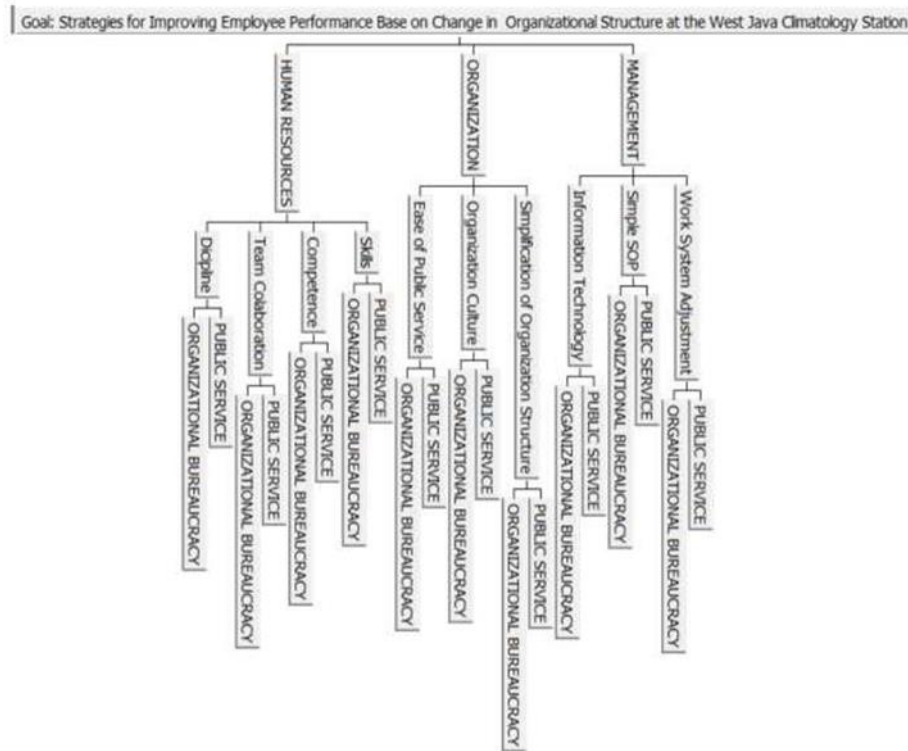 Goal: Strategies for Improving Employee Performance Base on Change in Organizational Structure at the West Java Climatology Station
HUMAN RESOURCES
Dicipline
PUBLIC SERVICE
ORGANIZATIONAL BUREAUCRACY
Team Colaboration
PUBLIC SERVICE
ORGANIZATIONAL BUREAUCRACY
Competence
PUBLIC SERVICE
ORGANIZATIONAL BUREAUCRACY
Skills
PUBLIC SERVICE
ORGANIZATIONAL BUREAUCRACY
ORGANIZATION
Ease of Public Service
PUBLIC SERVICE
ORGANIZATIONAL BUREAUCRACY
Organization Culture
PUBLIC SERVICE
ORGANIZATIONAL BUREAUCRACY
Simplification of Organization Structure
PUBLIC SERVICE
ORGANIZATIONAL BUREAUCRACY
MANAGEMENT
Information Technology
PUBLIC SERVICE
ORGANIZATIONAL BUREAUCRACY
Simple SOP
PUBLIC SERVICE
ORGANIZATIONAL BUREAUCRACY
Work System Adjustment
PUBLIC SERVICE
ORGANIZATIONAL BUREAUCRACY